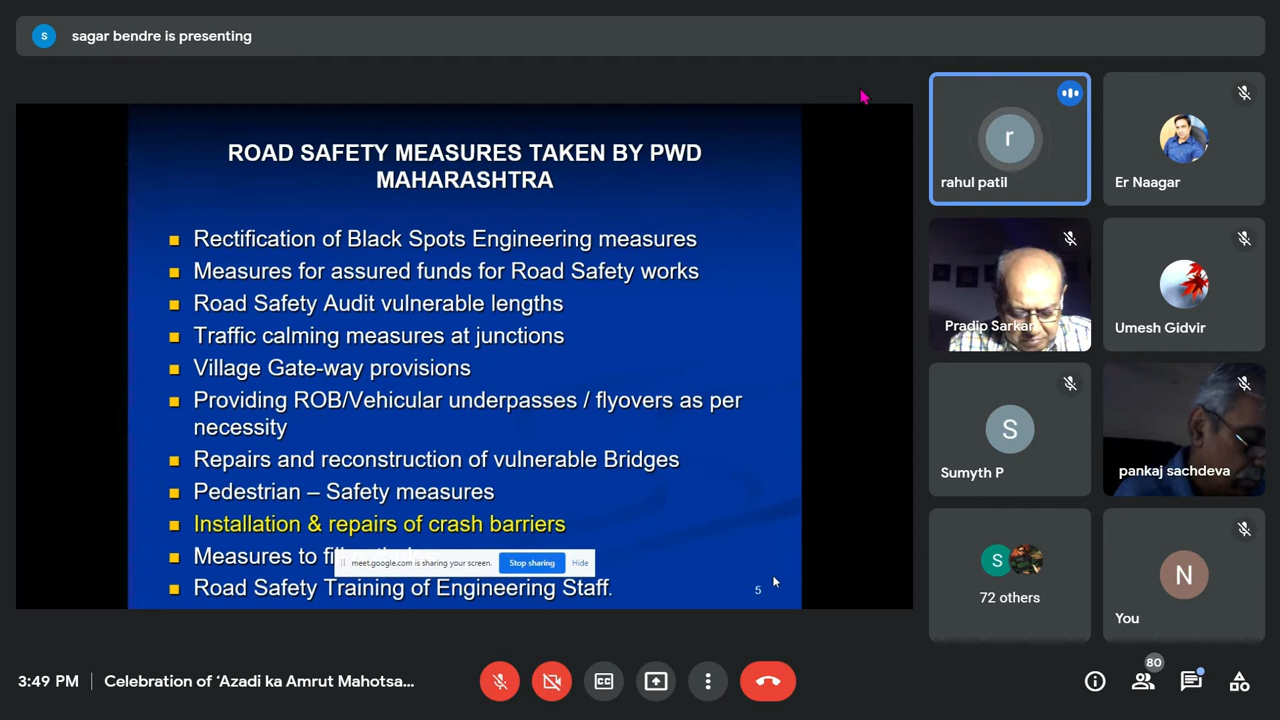 S
sagar bendre is presenting
ROAD SAFETY MEASURES TAKEN BY PWD
MAHARASHTRA
Rectification of Black Spots Engineering measures
Measures for assured funds for Road Safety works
Road Safety Audit vulnerable lengths
Traffic calming measures at junctions
Village Gate-way provisions
Providing ROB/Vehicular underpasses / flyovers as per
necessity
Repairs and reconstruction of vulnerable Bridges
Pedestrian – Safety measures
Installation & repairs of crash barriers
Measures to
meet.google.com is sharing your screen.
Stop sharing
Hide
Road Safety Training of Engineering Staff.
5
r
rahul patil
Er Naagar
Pradip Sarkar
Umesh Gidvir
S
Sumyth P
pankaj sachdeva
S
72 others
N
You
3:49 PM
Celebration of ‘Azadi ka Amrut Mahotsa...
80